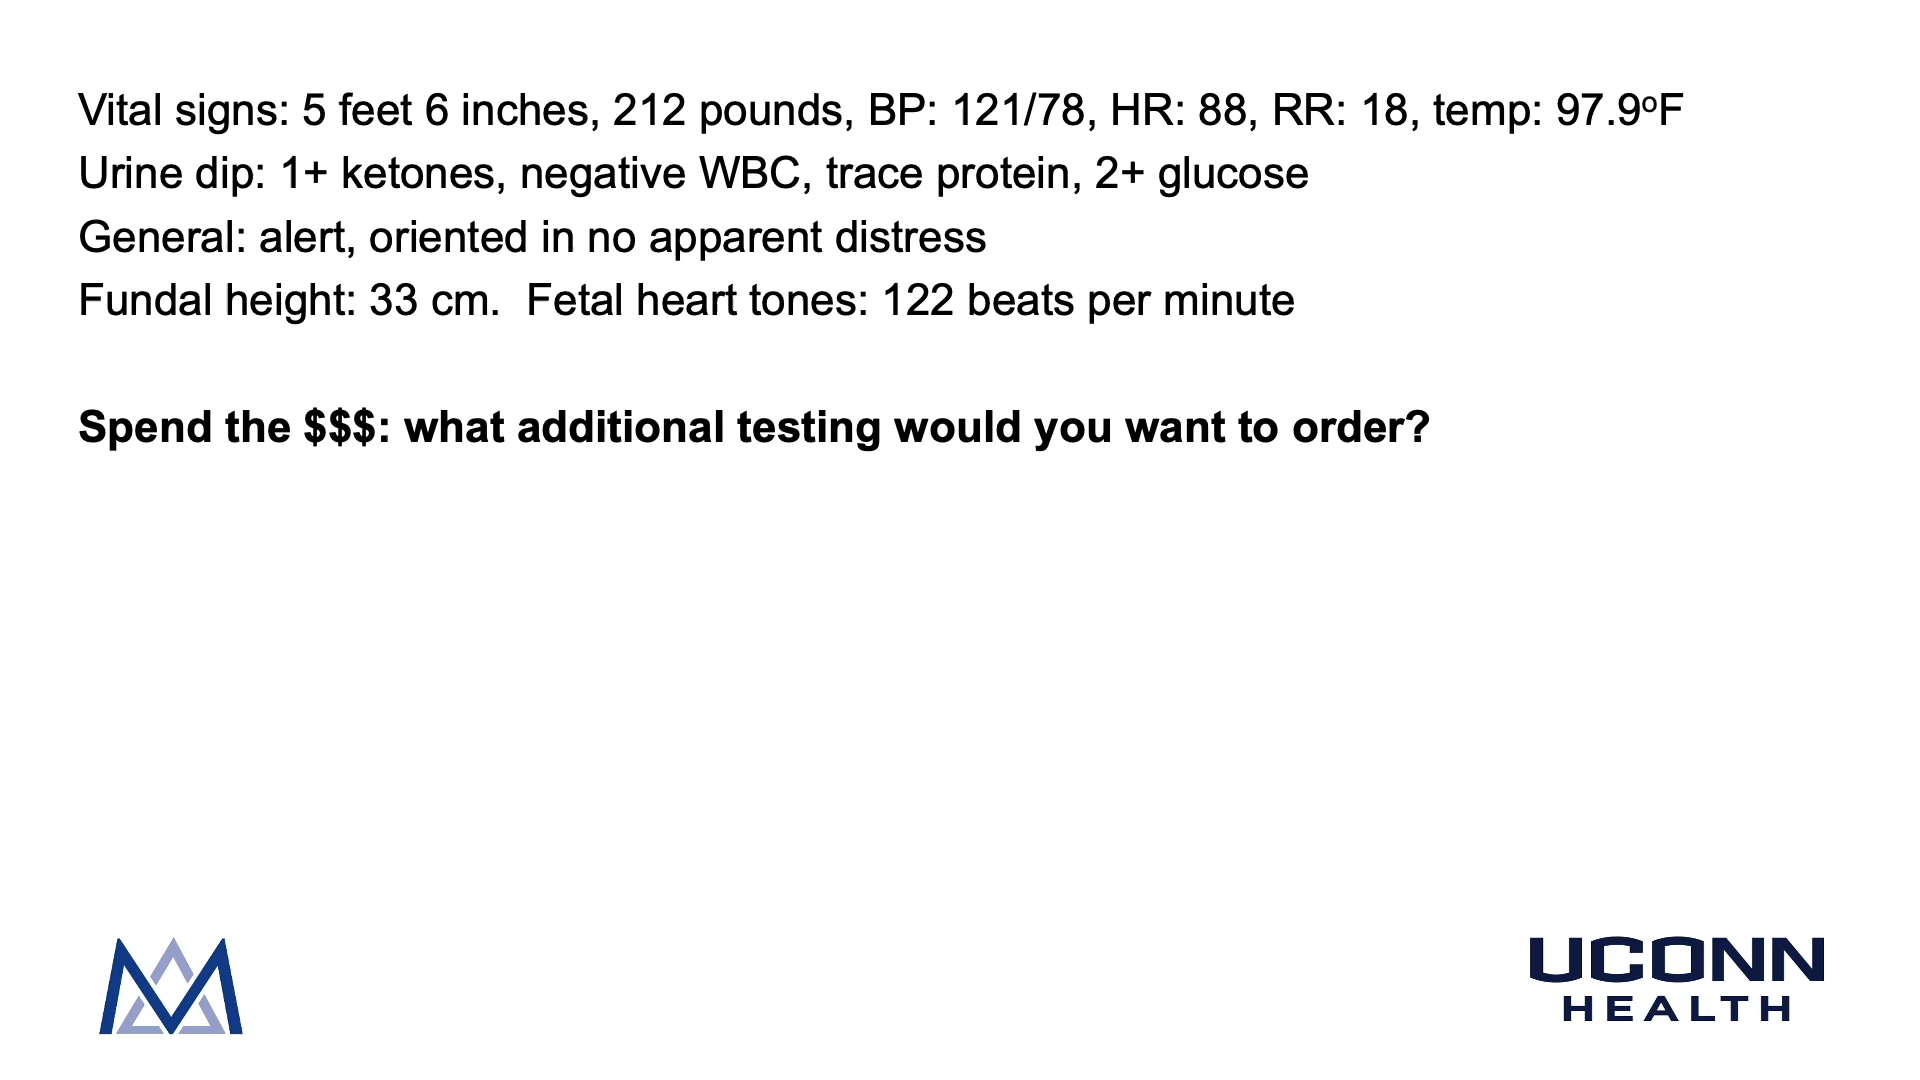 Vital signs: 5 feet 6 inches, 212 pounds, BP: 121/78, HR: 88, RR: 18, temp: 97.9ºF
Urine dip: 1+ ketones, negative WBC, trace protein, 2+ glucose
General: alert, oriented in no apparent distress
Fundal height: 33 cm.  Fetal heart tones: 122 beats per minute
Spend the $$$: what additional testing would you want to order?
UCONN
HEALTH